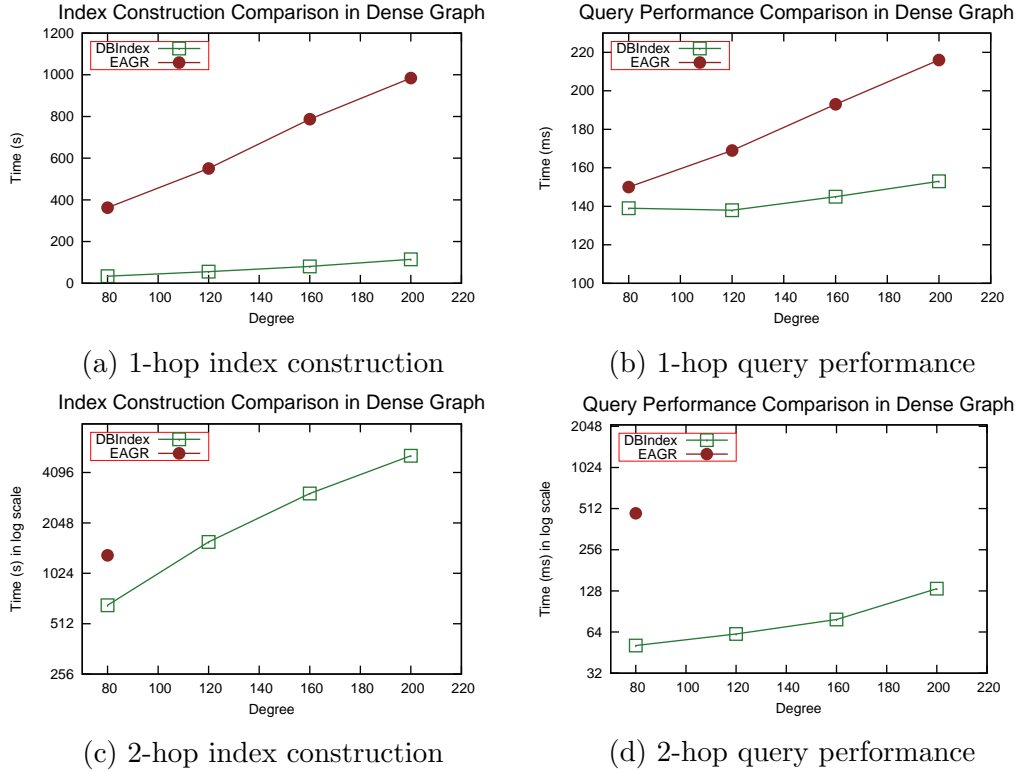 Index Construction Comparison in Dense Graph
1200
1000
800
600
400
200
0
80 100 120 140 160 180 200 220
Time (s)
Degree
DBIndex
EAGR
(a) 1-hop index construction
Query Performance Comparison in Dense Graph
220
200
180
160
140
120
100
80 100 120 140 160 180 200 220
Time (ms)
Degree
DBIndex
EAGR
(b) 1-hop query performance
Index Construction Comparison in Dense Graph
4096
2048
1024
512
256
80 100 120 140 160 180 200 220
Time (s) in log scale
Degree
DBIndex
EAGR
(c) 2-hop index construction
Query Performance Comparison in Dense Graph
2048
1024
512
256
128
64
32
80 100 120 140 160 180 200 220
Time (ms) in log scale
Degree
DBIndex
EAGR
(d) 2-hop query performance